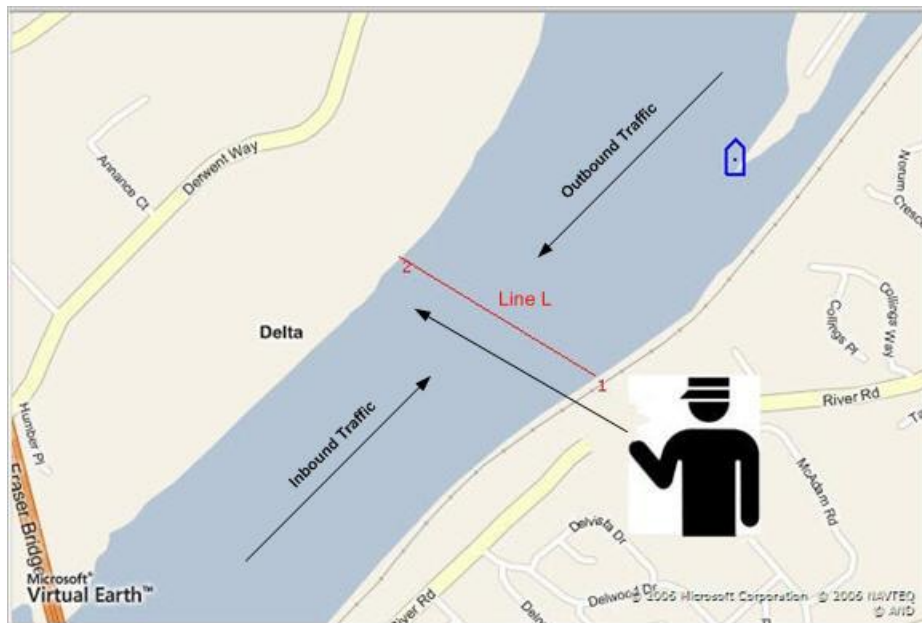 Annance Ct
Derwent Way
Outbound Traffic
Norum Cresce
2
Line L
Collings Way
Collings Pl
Delta
1
River Rd
Humber Pl
Inbound Traffic
McAdam Rd
Fraser Bridge
Delvista Dr
Microsoft®
Virtual Earth™
River Rd
Delwood Dr
© 2006 Microsoft Corporation © 2006 NAVTEQ
© AND